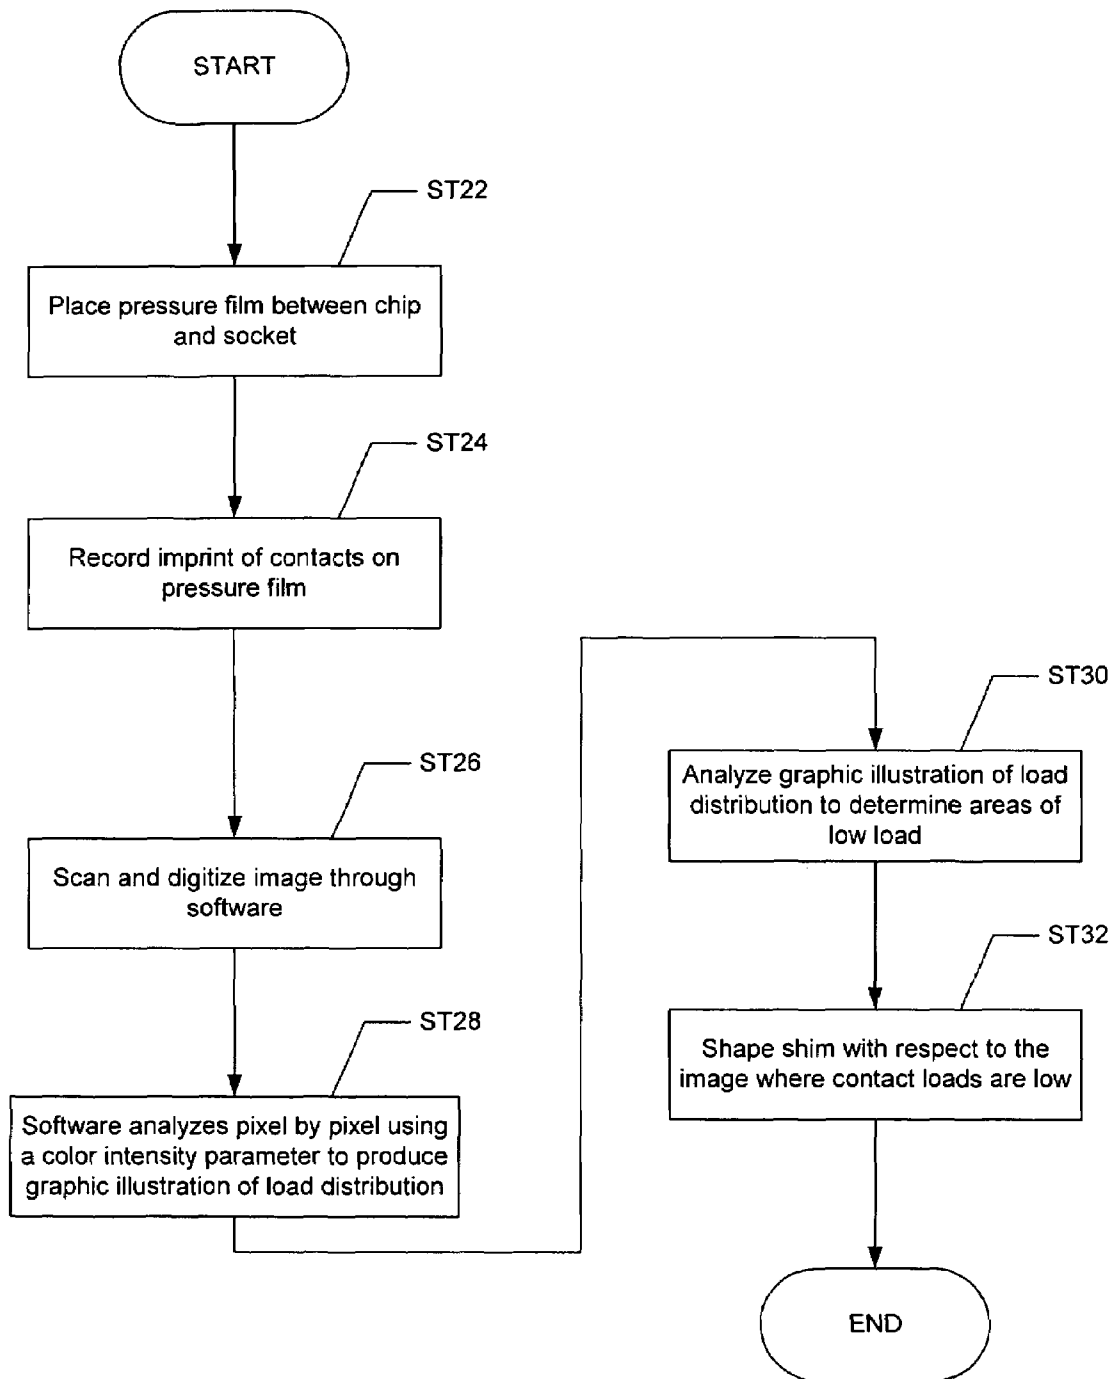 START
ST22
Place pressure film between chip
and socket
ST24
Record imprint of contacts on
pressure film
ST26
Scan and digitize image through
software
ST28
Software analyzes pixel by pixel using
a color intensity parameter to produce
graphic illustration of load distribution
ST30
Analyze graphic illustration of load
distribution to determine areas of
low load
ST32
Shape shim with respect to the
image where contact loads are low
END